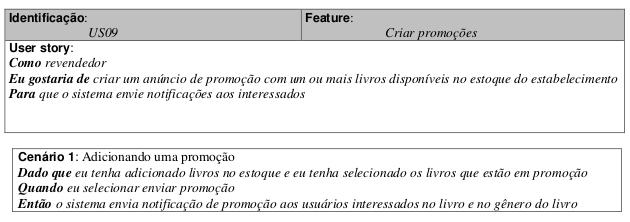 Identificação: Feature:
US09 Criar promoções
User story:
Como revendedor
Eu gostaria de criar um anúncio de promoção com um ou mais livros disponíveis no estoque do estabelecimento
Para que o sistema envie notificações aos interessados
Cenário 1: Adicionando uma promoção
Dado que eu tenha adicionado livros no estoque e eu tenha selecionado os livros que estão em promoção
Quando eu selecionar enviar promoção
Então o sistema envia notificação de promoção aos usuários interessados no livro e no gênero do livro